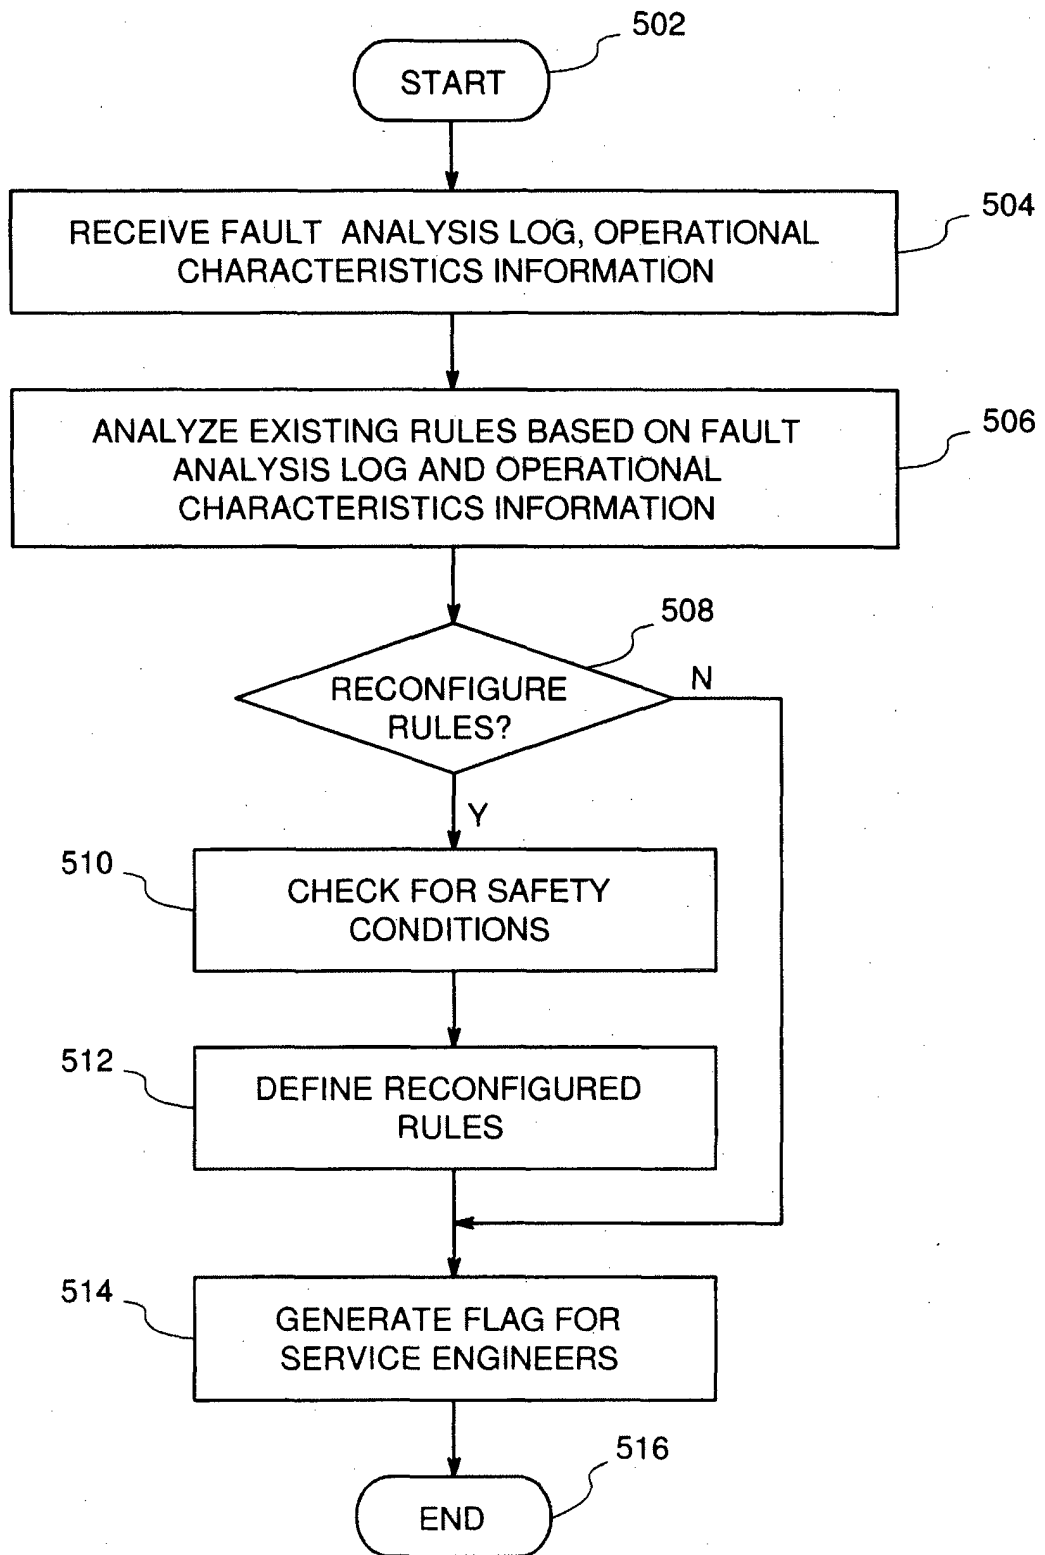 502
START
504
RECEIVE FAULT ANALYSIS LOG, OPERATIONAL
CHARACTERISTICS INFORMATION
506
ANALYZE EXISTING RULES BASED ON FAULT
ANALYSIS LOG AND OPERATIONAL
CHARACTERISTICS INFORMATION
508
RECONFIGURE
RULES?
N
Y
510
CHECK FOR SAFETY
CONDITIONS
512
DEFINE RECONFIGURED
RULES
514
GENERATE FLAG FOR
SERVICE ENGINEERS
516
END